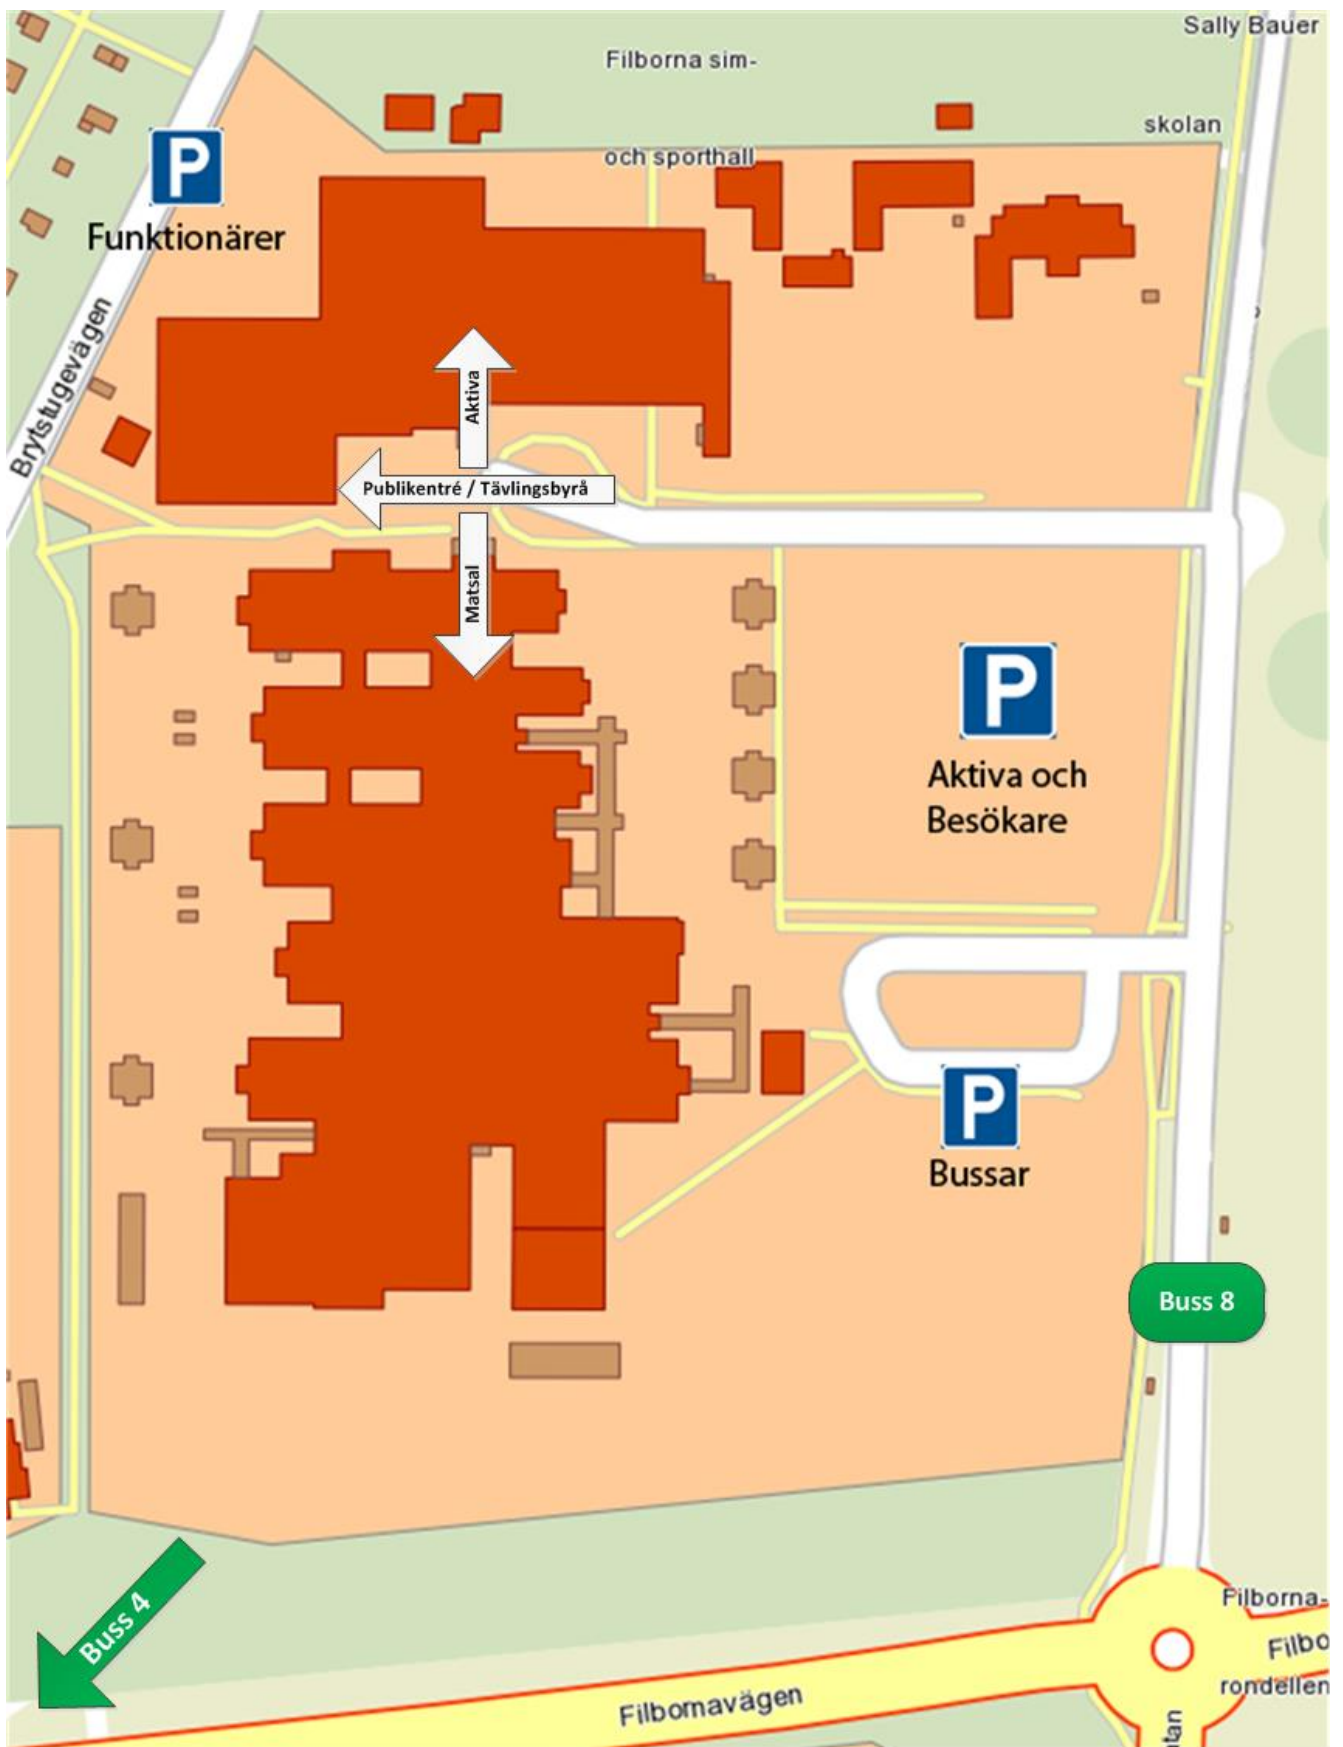 Sally Bauer
Filborna sim-
skolan
och sporthall
P
Funktionärer
Brytstugevägen
Aktiva
Publikentré / Tävlingsbyrå
Matsal
P
Aktiva och
Besökare
P
Bussar
Buss 8
Buss 4
Filborna-
Filbo
rondellen
Filbornavägen